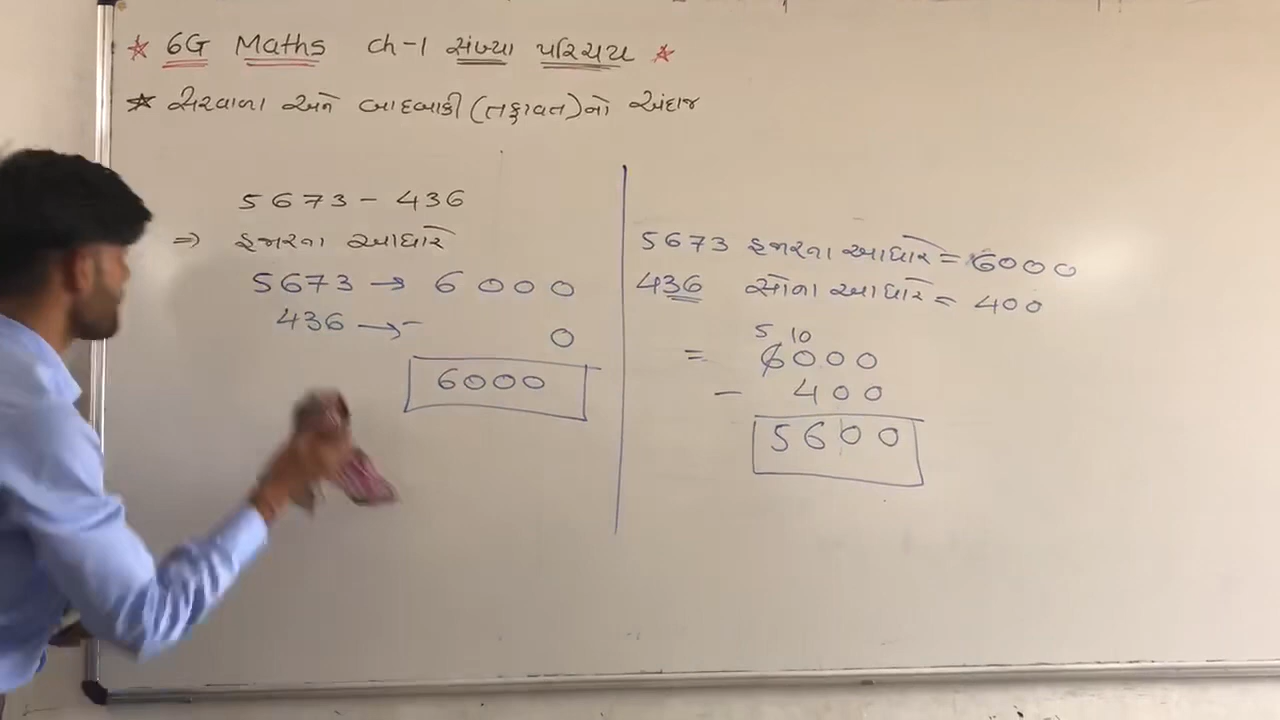 ★ 6G Maths ch-1 સંખ્યા પરિચય ★
★ સરવાળા અને બાદબાકી (તફાવત) નો અંદાજ
5673 - 436
⇒ હજારના આધારે
5673 → 6000
436 → - 0
6000
5673 હજારના આધારે = 6000
436 સોના આધારે = 400
5 10
= 6000
- 400
5600